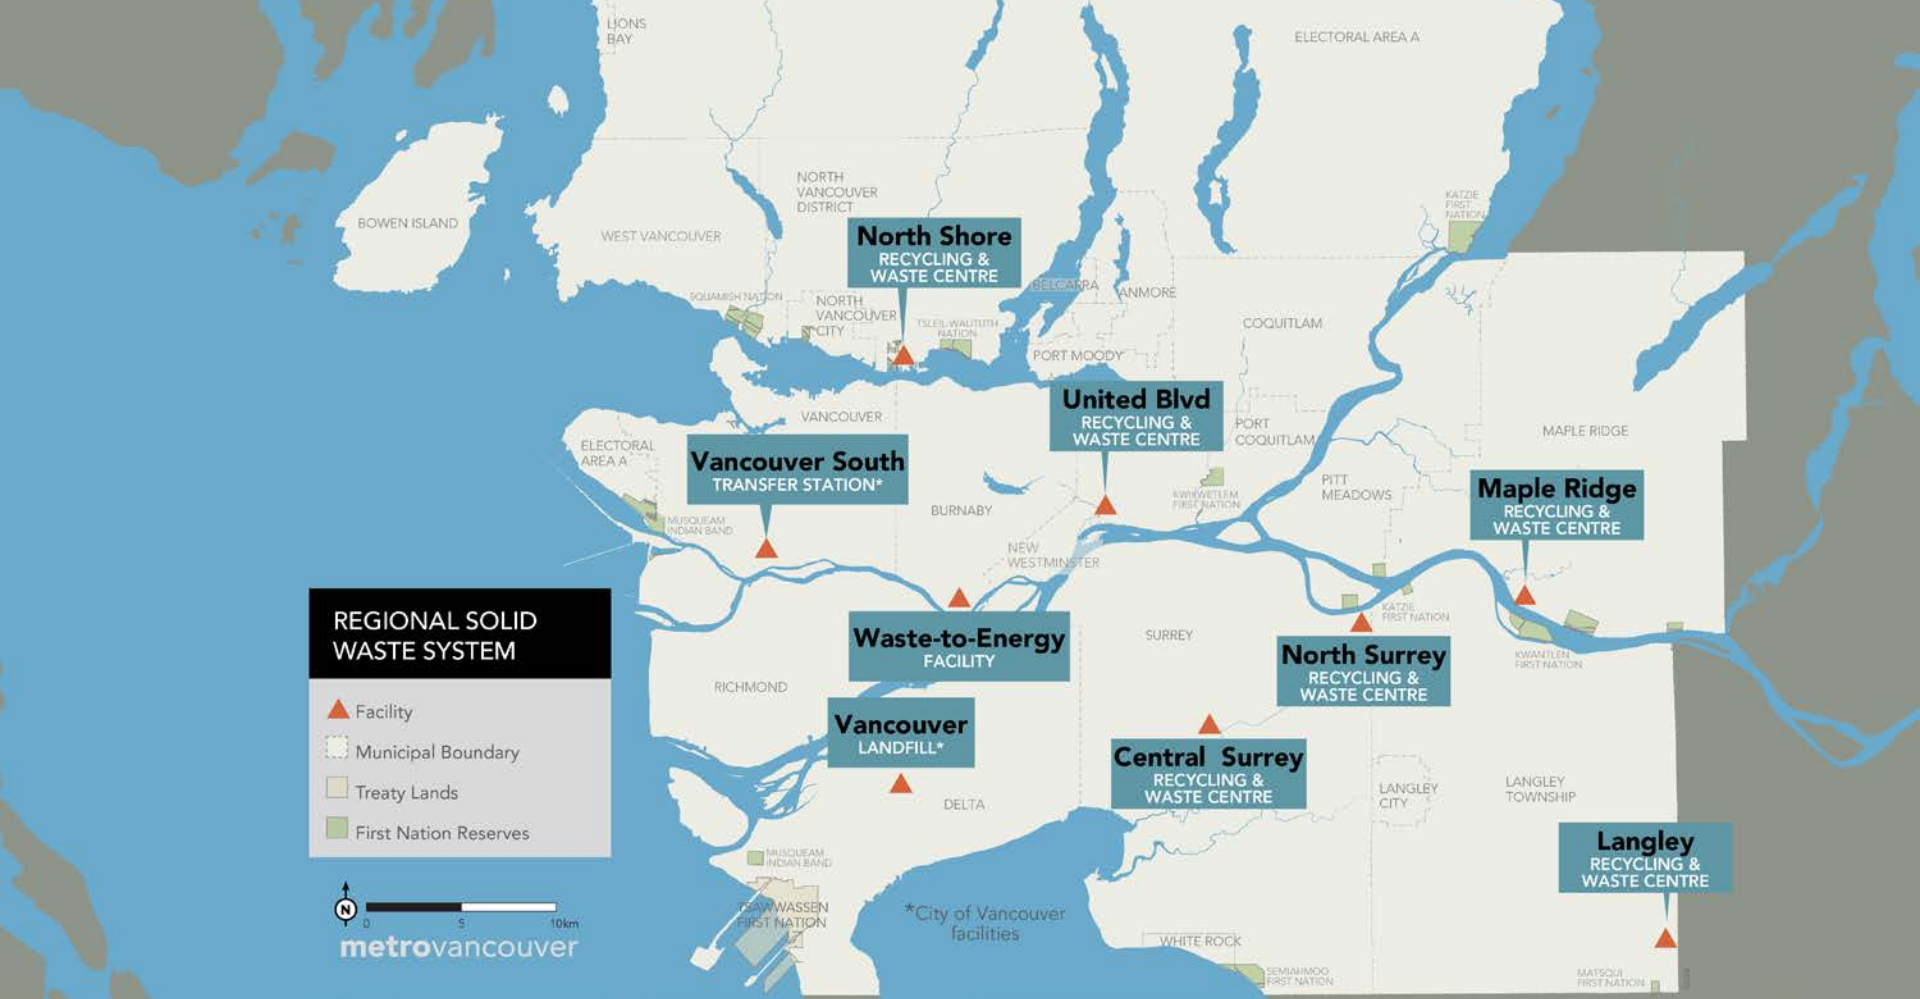 LIONS
BAY
ELECTORAL AREA A
BOWEN ISLAND
WEST VANCOUVER
NORTH
VANCOUVER
DISTRICT
KATZIE
FIRST
NATION
North Shore
RECYCLING &
WASTE CENTRE
SQUAMISH NATION
NORTH
VANCOUVER
CITY
TSLEIL-WAUTUTH
NATION
BELCARRA
ANMORE
PORT MOODY
COQUITLAM
United Blvd
RECYCLING &
WASTE CENTRE
PORT
COQUITLAM
MAPLE RIDGE
VANCOUVER
ELECTORAL
AREA A
Vancouver South
TRANSFER STATION*
MUSQUEAM
INDIAN BAND
BURNABY
KWIKWETLEM
FIRST NATION
PITT
MEADOWS
Maple Ridge
RECYCLING &
WASTE CENTRE
NEW
WESTMINSTER
KATZIE
FIRST NATION
Waste-to-Energy
FACILITY
SURREY
North Surrey
RECYCLING &
WASTE CENTRE
KWANTLEN
FIRST NATION
RICHMOND
Vancouver
LANDFILL*
DELTA
Central Surrey
RECYCLING &
WASTE CENTRE
LANGLEY
CITY
LANGLEY
TOWNSHIP
Langley
RECYCLING &
WASTE CENTRE
MUSQUEAM
INDIAN BAND
TSAWWASSEN
FIRST NATION
*City of Vancouver
facilities
WHITE ROCK
SEMIAHMOO
FIRST NATION
MATSQUI
FIRST NATION
REGIONAL SOLID
WASTE SYSTEM
Facility
Municipal Boundary
Treaty Lands
First Nation Reserves
N
0 5 10km
metrovancouver